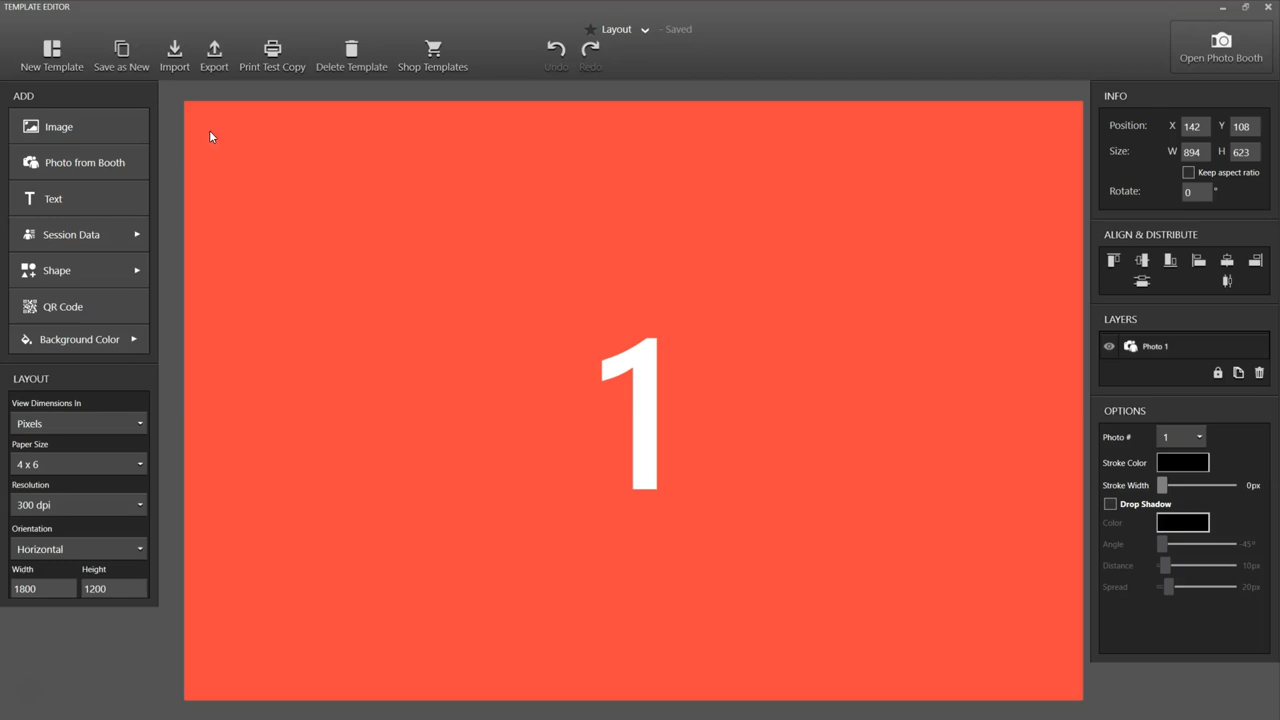 TEMPLATE EDITOR
Layout - Saved
New Template Save as New Import Export Print Test Copy Delete Template Shop Templates Undo Redo Open Photo Booth
ADD
Image
Photo from Booth
Text
Session Data
Shape
QR Code
Background Color
LAYOUT
View Dimensions In
Pixels
Paper Size
4 x 6
Resolution
300 dpi
Orientation
Horizontal
Width Height
1800 1200
1
INFO
Position: X 142 Y 108
Size: W 894 H 623
Keep aspect ratio
Rotate: 0 °
ALIGN & DISTRIBUTE
LAYERS
Photo 1
OPTIONS
Photo # 1
Stroke Color
Stroke Width 0px
Drop Shadow
Color
Angle -45º
Distance 10px
Spread 20px